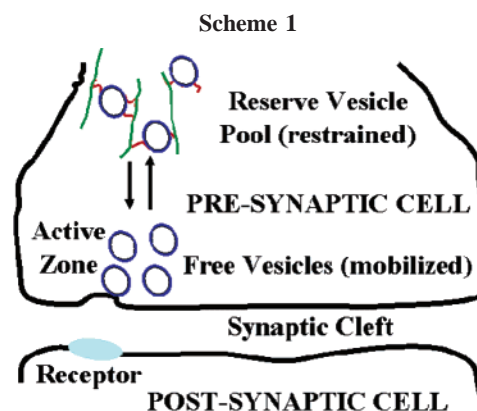 Scheme 1
Reserve Vesicle
Pool (restrained)
PRE-SYNAPTIC CELL
Active
Zone
Free Vesicles (mobilized)
Synaptic Cleft
Receptor
POST-SYNAPTIC CELL